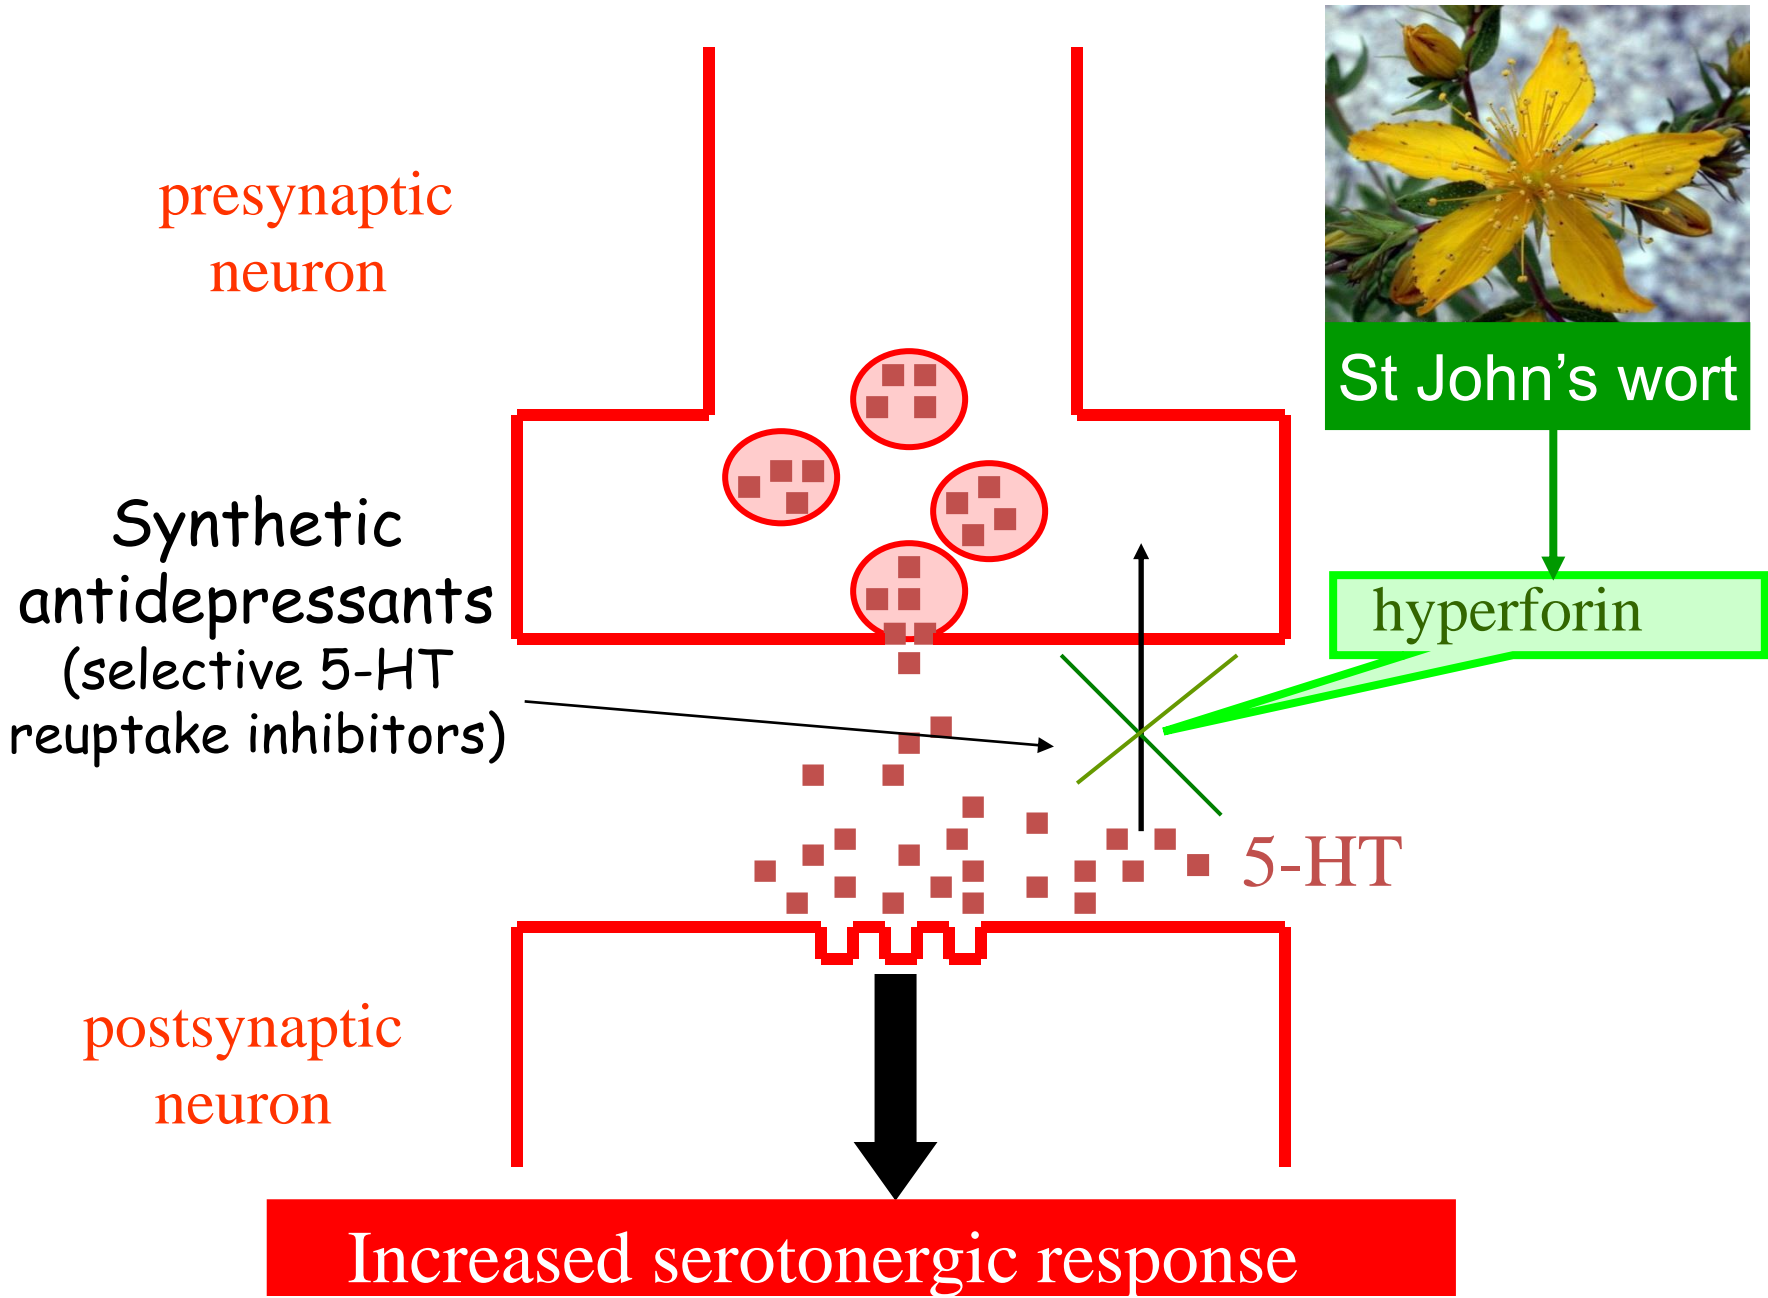 presynaptic
neuron
St John’s wort
Synthetic
antidepressants
(selective 5-HT
reuptake inhibitors)
hyperforin
5-HT
postsynaptic
neuron
Increased serotonergic response